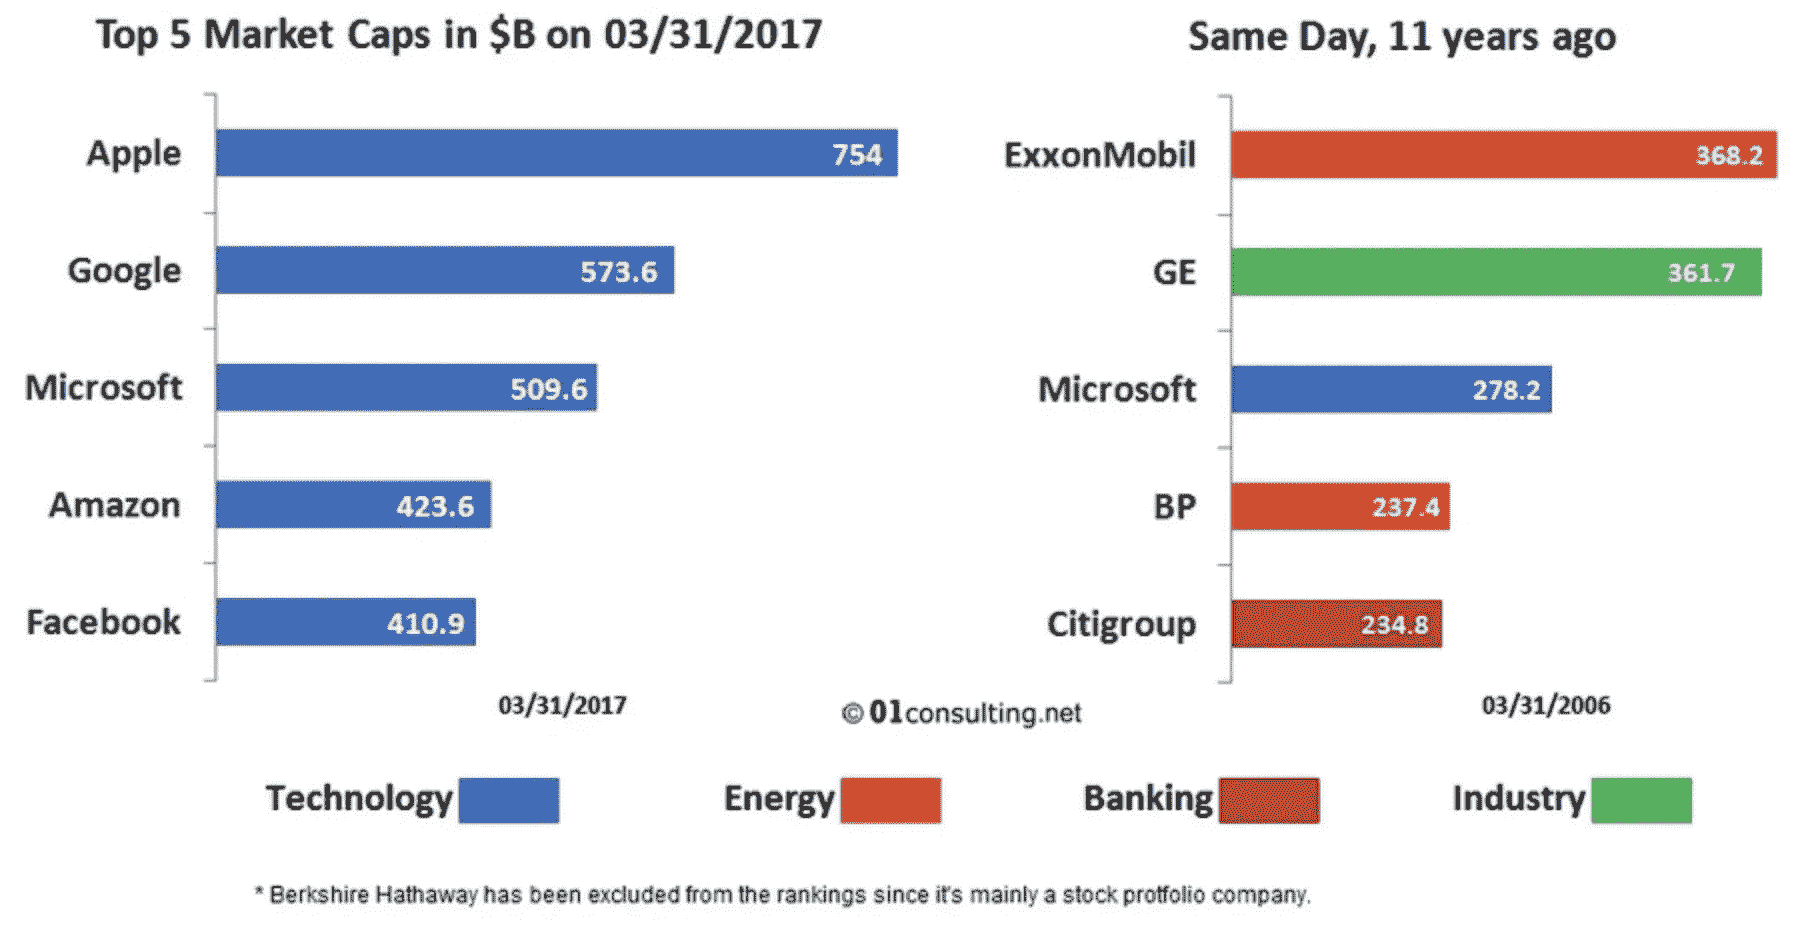 Top 5 Market Caps in $B on 03/31/2017
Apple 754
Google 573.6
Microsoft 509.6
Amazon 423.6
Facebook 410.9
03/31/2017
Same Day, 11 years ago
ExxonMobil 368.2
GE 361.7
Microsoft 278.2
BP 237.4
Citigroup 234.8
03/31/2006
© 01consulting.net
Technology Energy Banking Industry
* Berkshire Hathaway has been excluded from the rankings since it's mainly a stock protfolio company.